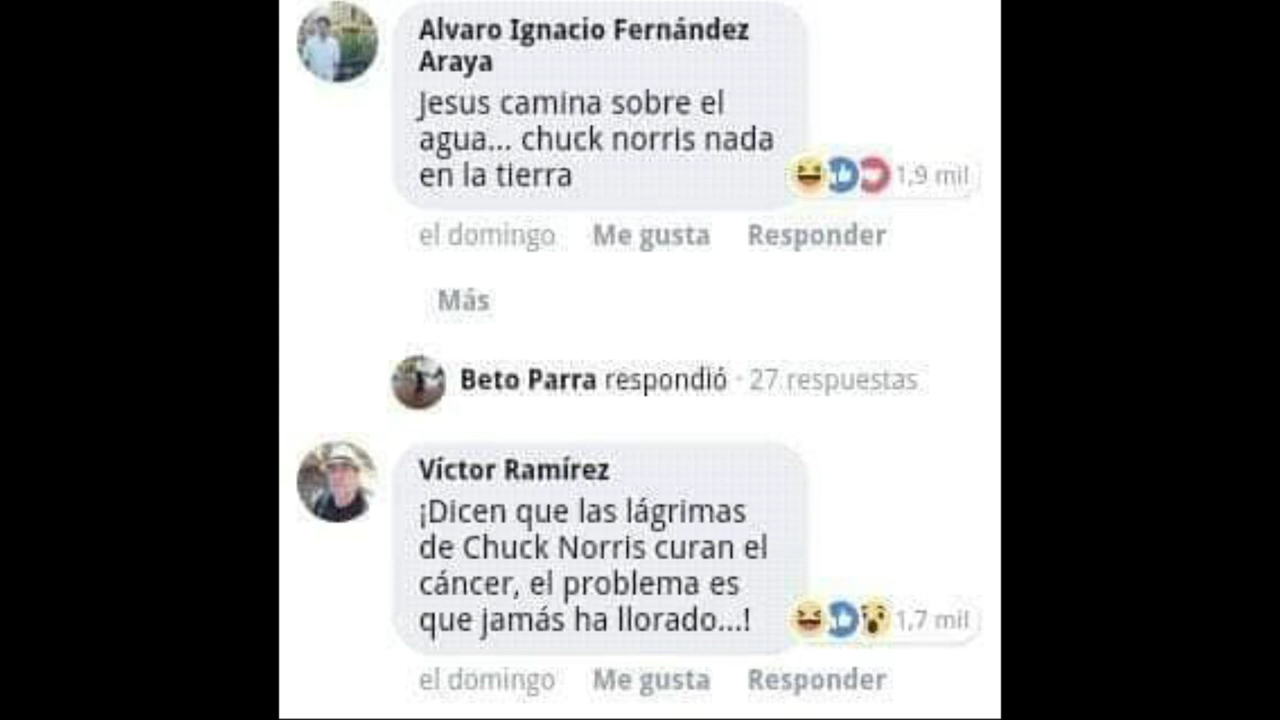 Alvaro Ignacio Fernández
Araya
Jesus camina sobre el
agua... chuck norris nada
en la tierra
1,9 mil
el domingo Me gusta Responder
Más
Beto Parra respondió · 27 respuestas
Víctor Ramírez
¡Dicen que las lágrimas
de Chuck Norris curan el
cáncer, el problema es
que jamás ha llorado...!
1,7 mil
el domingo Me gusta Responder